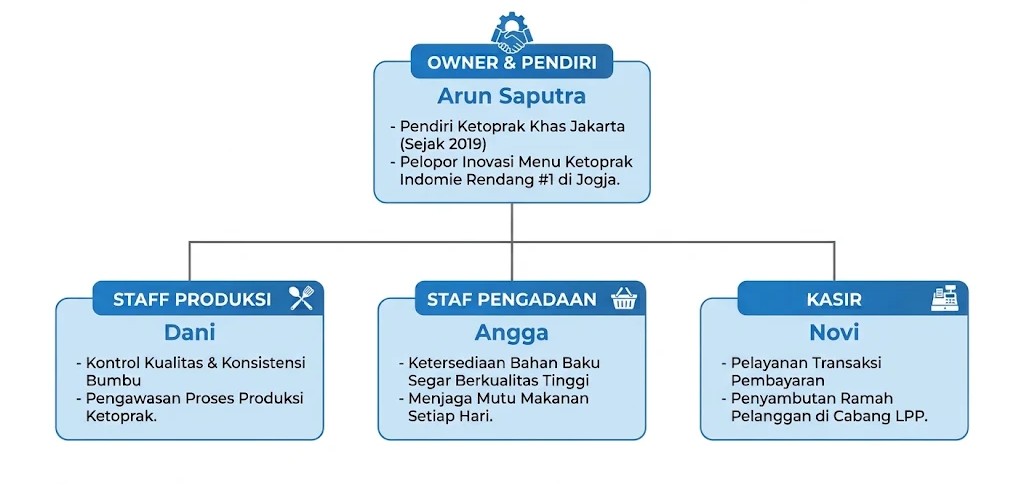 OWNER & PENDIRI
Arun Saputra
- Pendiri Ketoprak Khas Jakarta
(Sejak 2019)
- Pelopor Inovasi Menu Ketoprak
Indomie Rendang #1 di Jogja.
STAFF PRODUKSI
Dani
- Kontrol Kualitas & Konsistensi
Bumbu
- Pengawasan Proses Produksi
Ketoprak.
STAF PENGADAAN
Angga
- Ketersediaan Bahan Baku
Segar Berkualitas Tinggi
- Menjaga Mutu Makanan
Setiap Hari.
KASIR
Novi
- Pelayanan Transaksi
Pembayaran
- Penyambutan Ramah
Pelanggan di Cabang LPP.